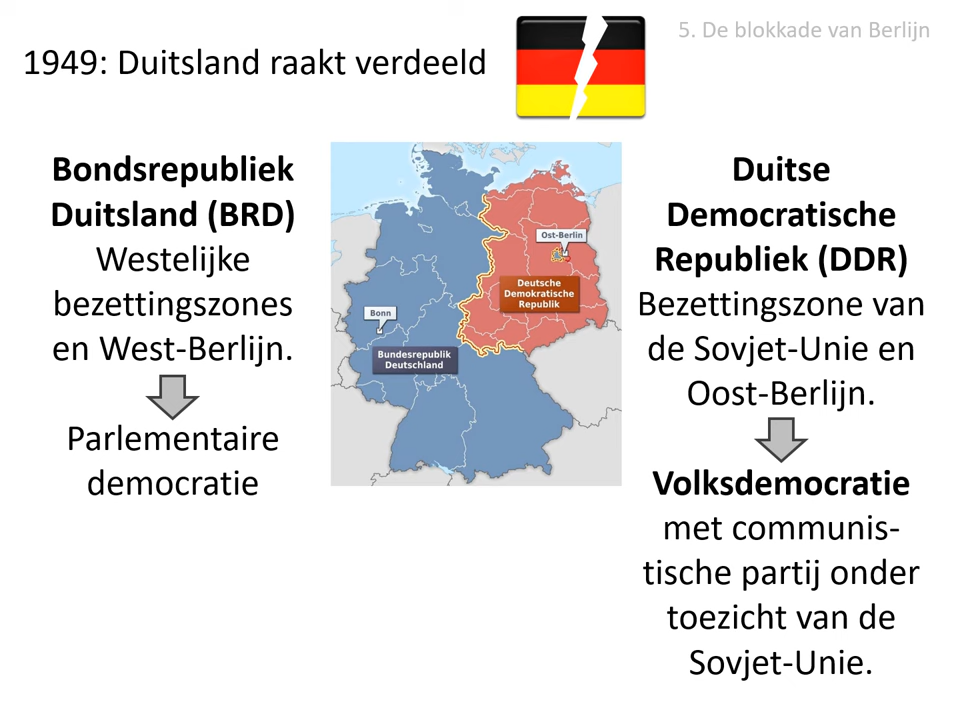 5. De blokkade van Berlijn
1949: Duitsland raakt verdeeld
Bondsrepubliek
Duitsland (BRD)
Westelijke
bezettingszones
en West-Berlijn.
Parlementaire
democratie
Ost-Berlin
Deutsche
Demokratische
Republik
Bonn
Bundesrepublik
Deutschland
Duitse
Democratische
Republiek (DDR)
Bezettingszone van
de Sovjet-Unie en
Oost-Berlijn.
Volksdemocratie
met communis-
tische partij onder
toezicht van de
Sovjet-Unie.